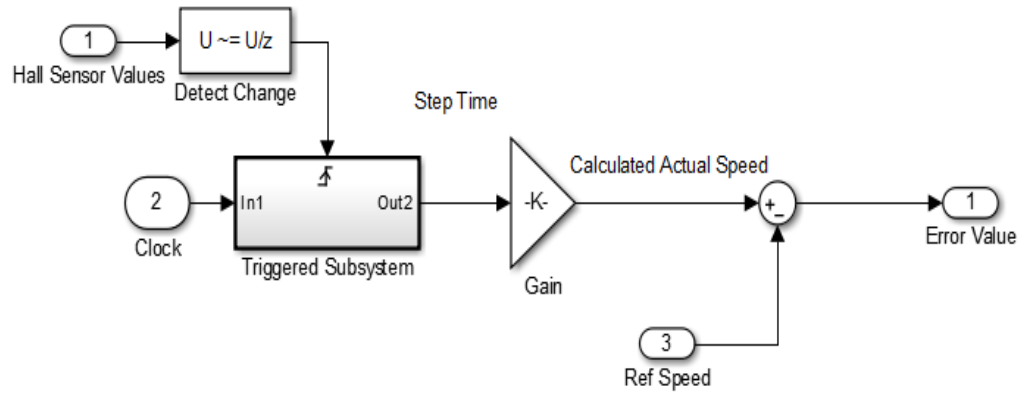 1
Hall Sensor Values
U ~= U/z
Detect Change
Step Time
2
Clock
In1
Out2
Triggered Subsystem
-K-
Gain
Calculated Actual Speed
+
−
1
Error Value
3
Ref Speed